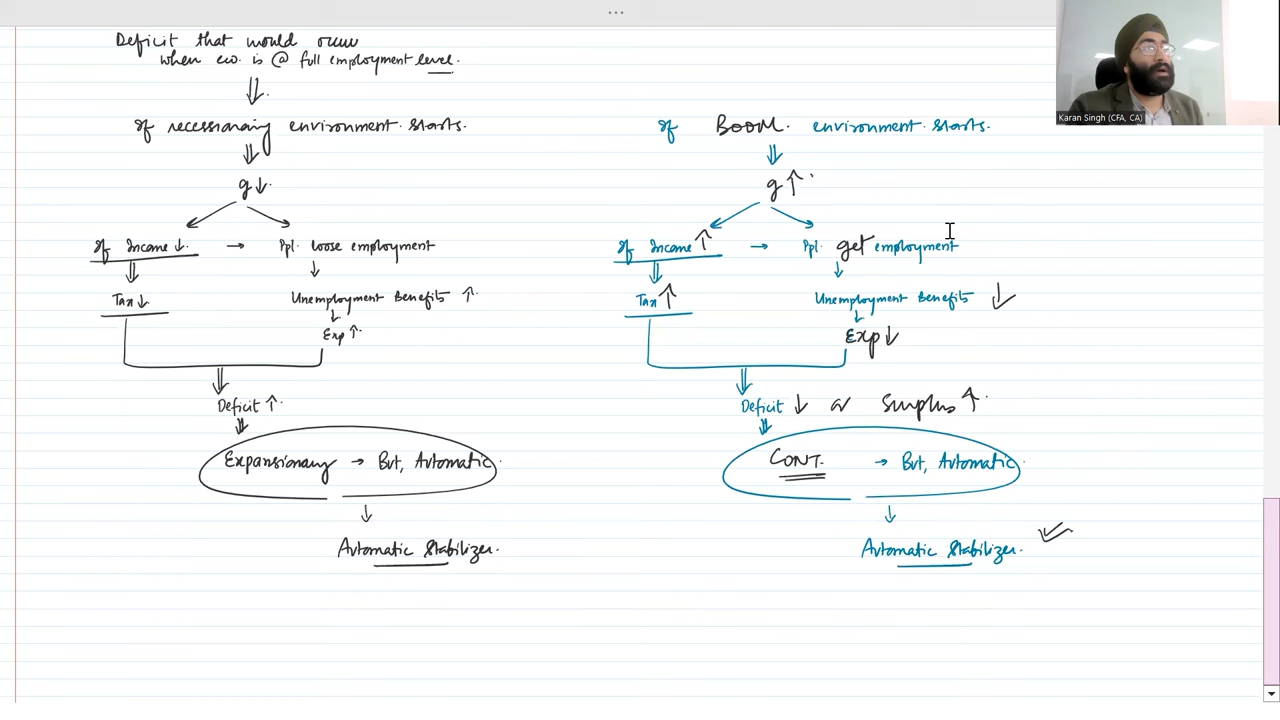 Deficit that would occur
when eco. is @ full employment level.
If recessionary environment starts.
g↓.
If Income ↓. → Ppl. loose employment
Tax ↓
Unemployment Benefits ↑.
Exp ↑.
Deficit ↑.
Expansionary → But, Automatic.
Automatic Stabilizer.
If BOOM. environment starts.
g↑.
If Income ↑ → Ppl. get employment
Tax ↑
Unemployment Benefits ↓
Exp ↓
Deficit ↓ or Surplus ↑.
CONT. → But, Automatic.
Automatic Stabilizer.
Karan Singh (CFA, CA)